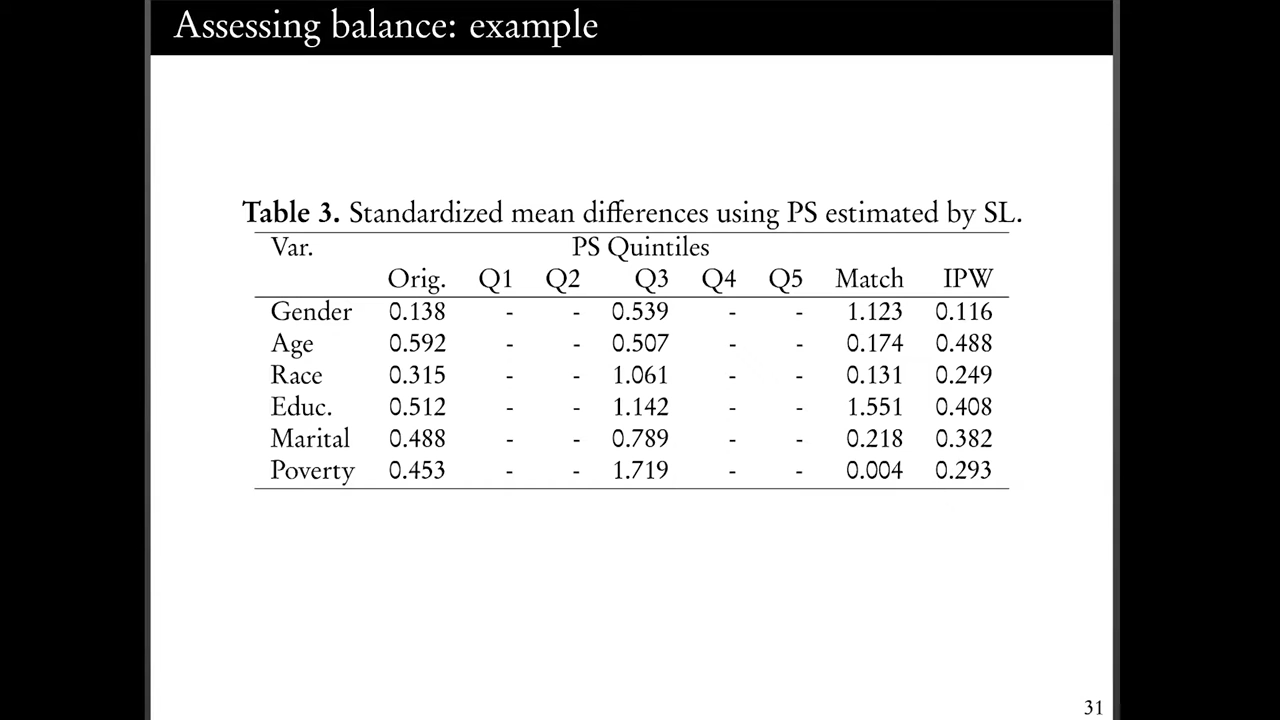 Assessing balance: example
Table 3. Standardized mean differences using PS estimated by SL.
Var. PS Quintiles
Orig. Q1 Q2 Q3 Q4 Q5 Match IPW
Gender 0.138 - - 0.539 - - 1.123 0.116
Age 0.592 - - 0.507 - - 0.174 0.488
Race 0.315 - - 1.061 - - 0.131 0.249
Educ. 0.512 - - 1.142 - - 1.551 0.408
Marital 0.488 - - 0.789 - - 0.218 0.382
Poverty 0.453 - - 1.719 - - 0.004 0.293
31